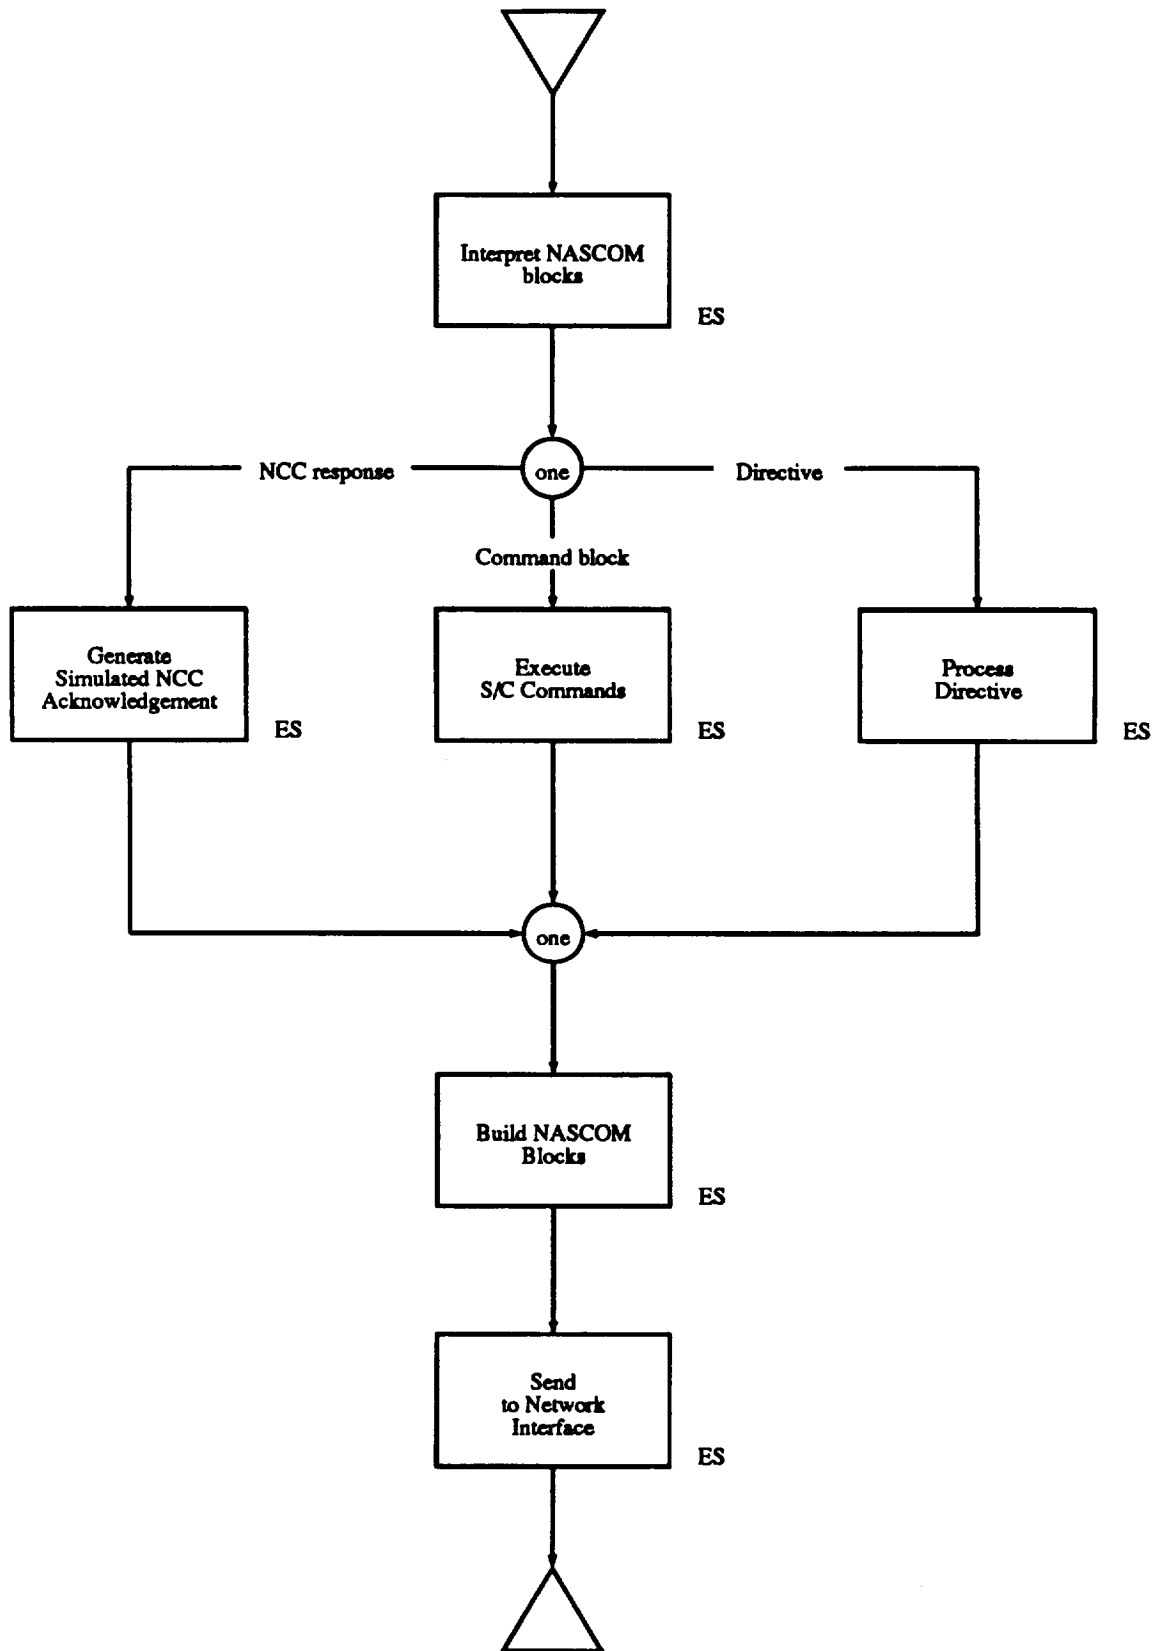 Interpret NASCOM
blocks
ES
NCC response
one
Directive
Command block
Generate
Simulated NCC
Acknowledgement
ES
Execute
S/C Commands
ES
Process
Directive
ES
one
Build NASCOM
Blocks
ES
Send
to Network
Interface
ES